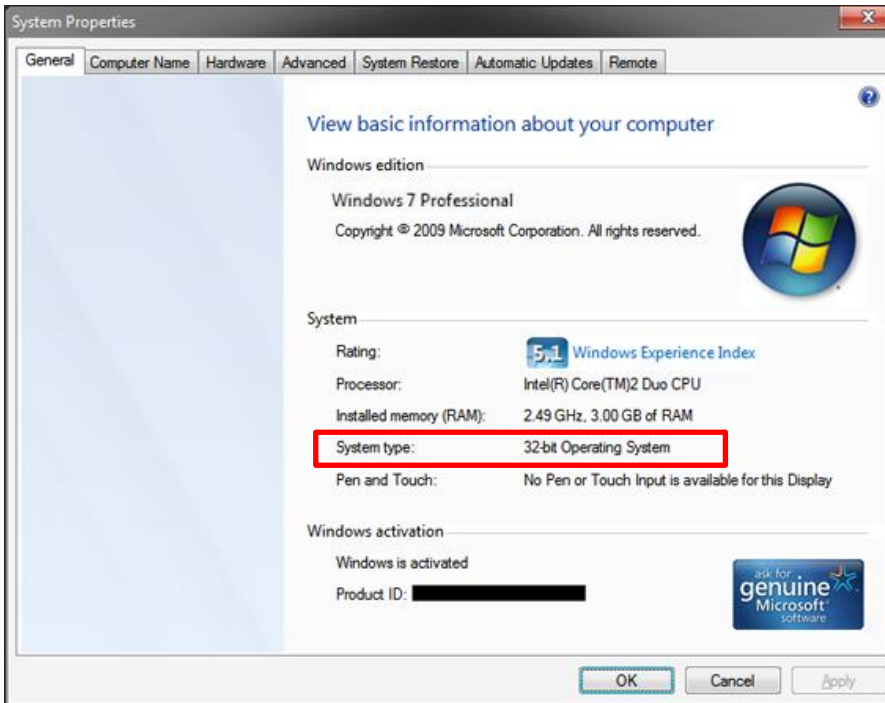 System Properties
General Computer Name Hardware Advanced System Restore Automatic Updates Remote
View basic information about your computer
Windows edition
Windows 7 Professional
Copyright © 2009 Microsoft Corporation. All rights reserved.
System
Rating: 5,1 Windows Experience Index
Processor: Intel(R) Core(TM)2 Duo CPU
Installed memory (RAM): 2.49 GHz, 3.00 GB of RAM
System type: 32-bit Operating System
Pen and Touch: No Pen or Touch Input is available for this Display
Windows activation
Windows is activated
Product ID:
ask for
genuine
Microsoft
software
OK Cancel Apply